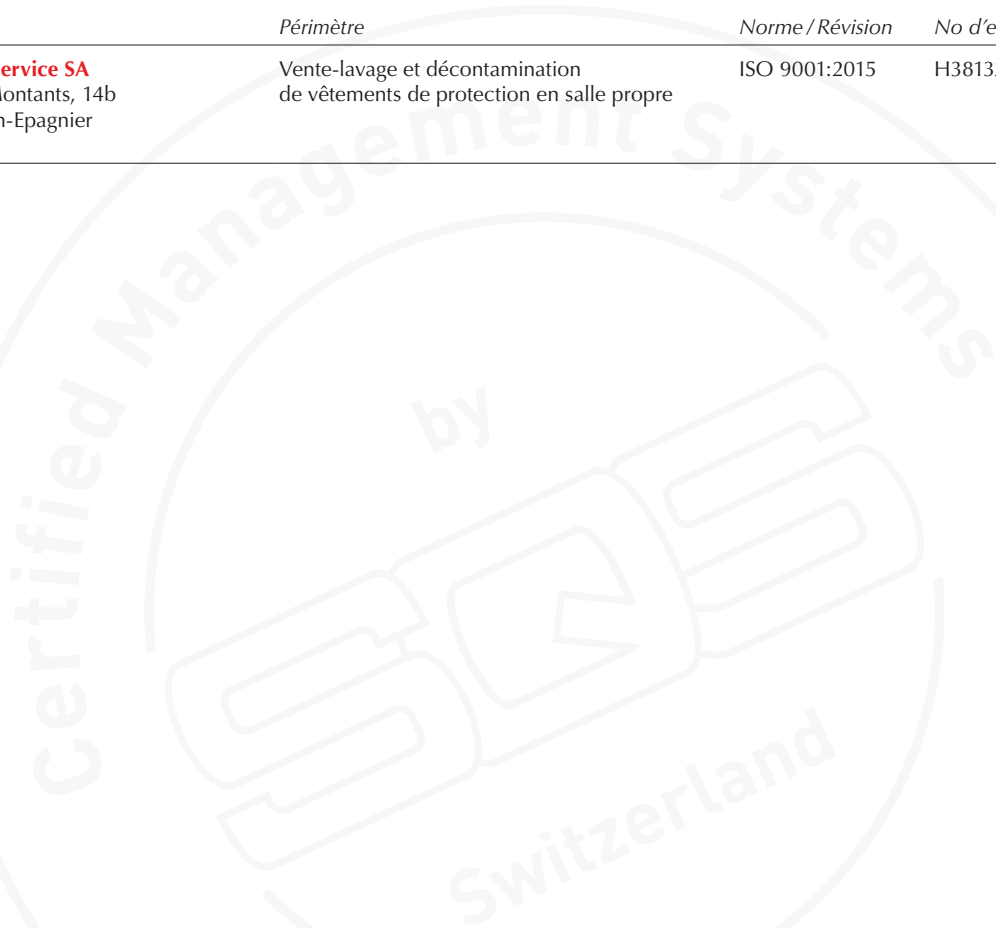 Périmètre Norme / Révision No d'e
ervice SA Vente-lavage et décontamination ISO 9001:2015 H3813
ontants, 14b de vêtements de protection en salle propre
n-Epagnier
Certified Management Systems
by
SQS
Switzerland